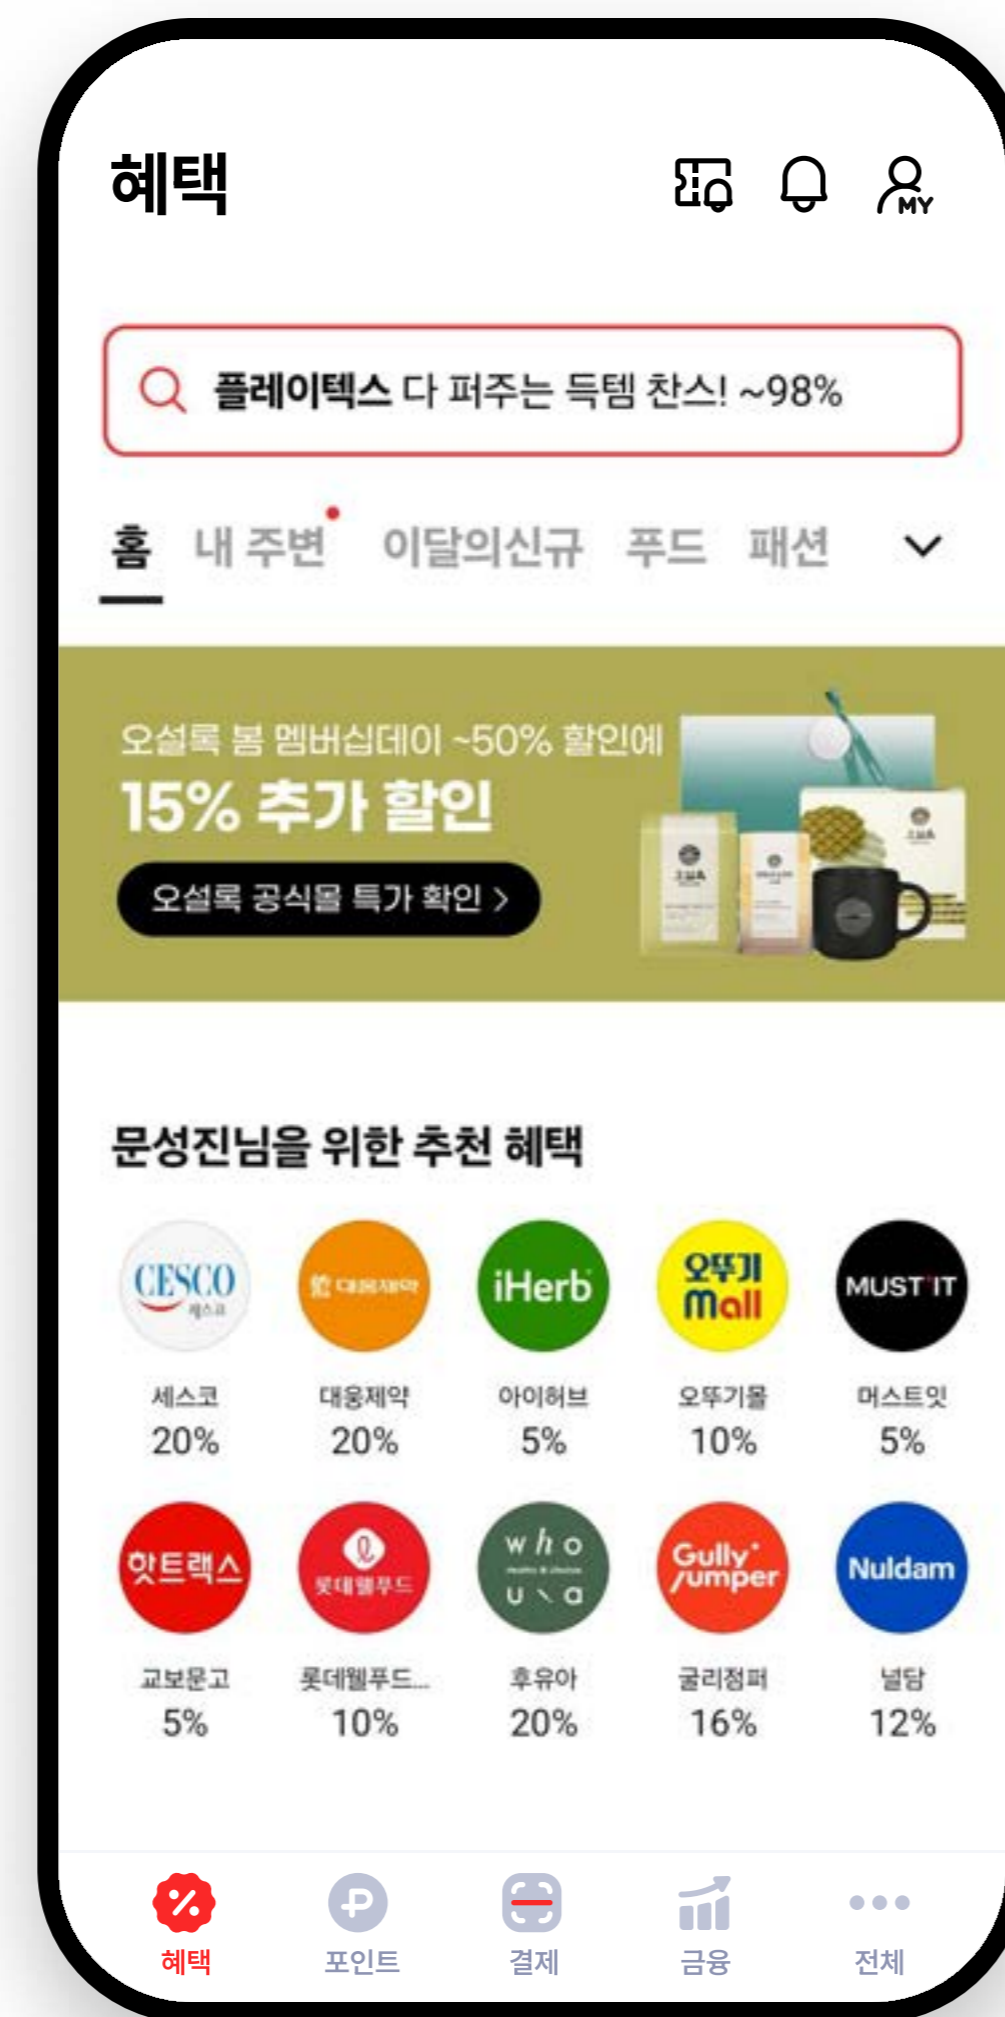 혜택
MY
플레이텍스 다 퍼주는 득템 찬스! ~98%
홈 내 주변 이달의신규 푸드 패션
오설록 봄 멤버십데이 ~50% 할인에
15% 추가 할인
오설록 공식몰 특가 확인 >
문성진님을 위한 추천 혜택
CESCO
세스코
대웅제약
iHerb
오뚜기
Mall
MUST'IT
세스코 대웅제약 아이허브 오뚜기몰 머스트잇
20% 20% 5% 10% 5%
핫트랙스
롯데웰푸드
who
u\a
Gully
Jumper
Nuldam
교보문고 롯데웰푸드... 후유아 굴리점퍼 널담
5% 10% 20% 16% 12%
혜택 포인트 결제 금융 전체